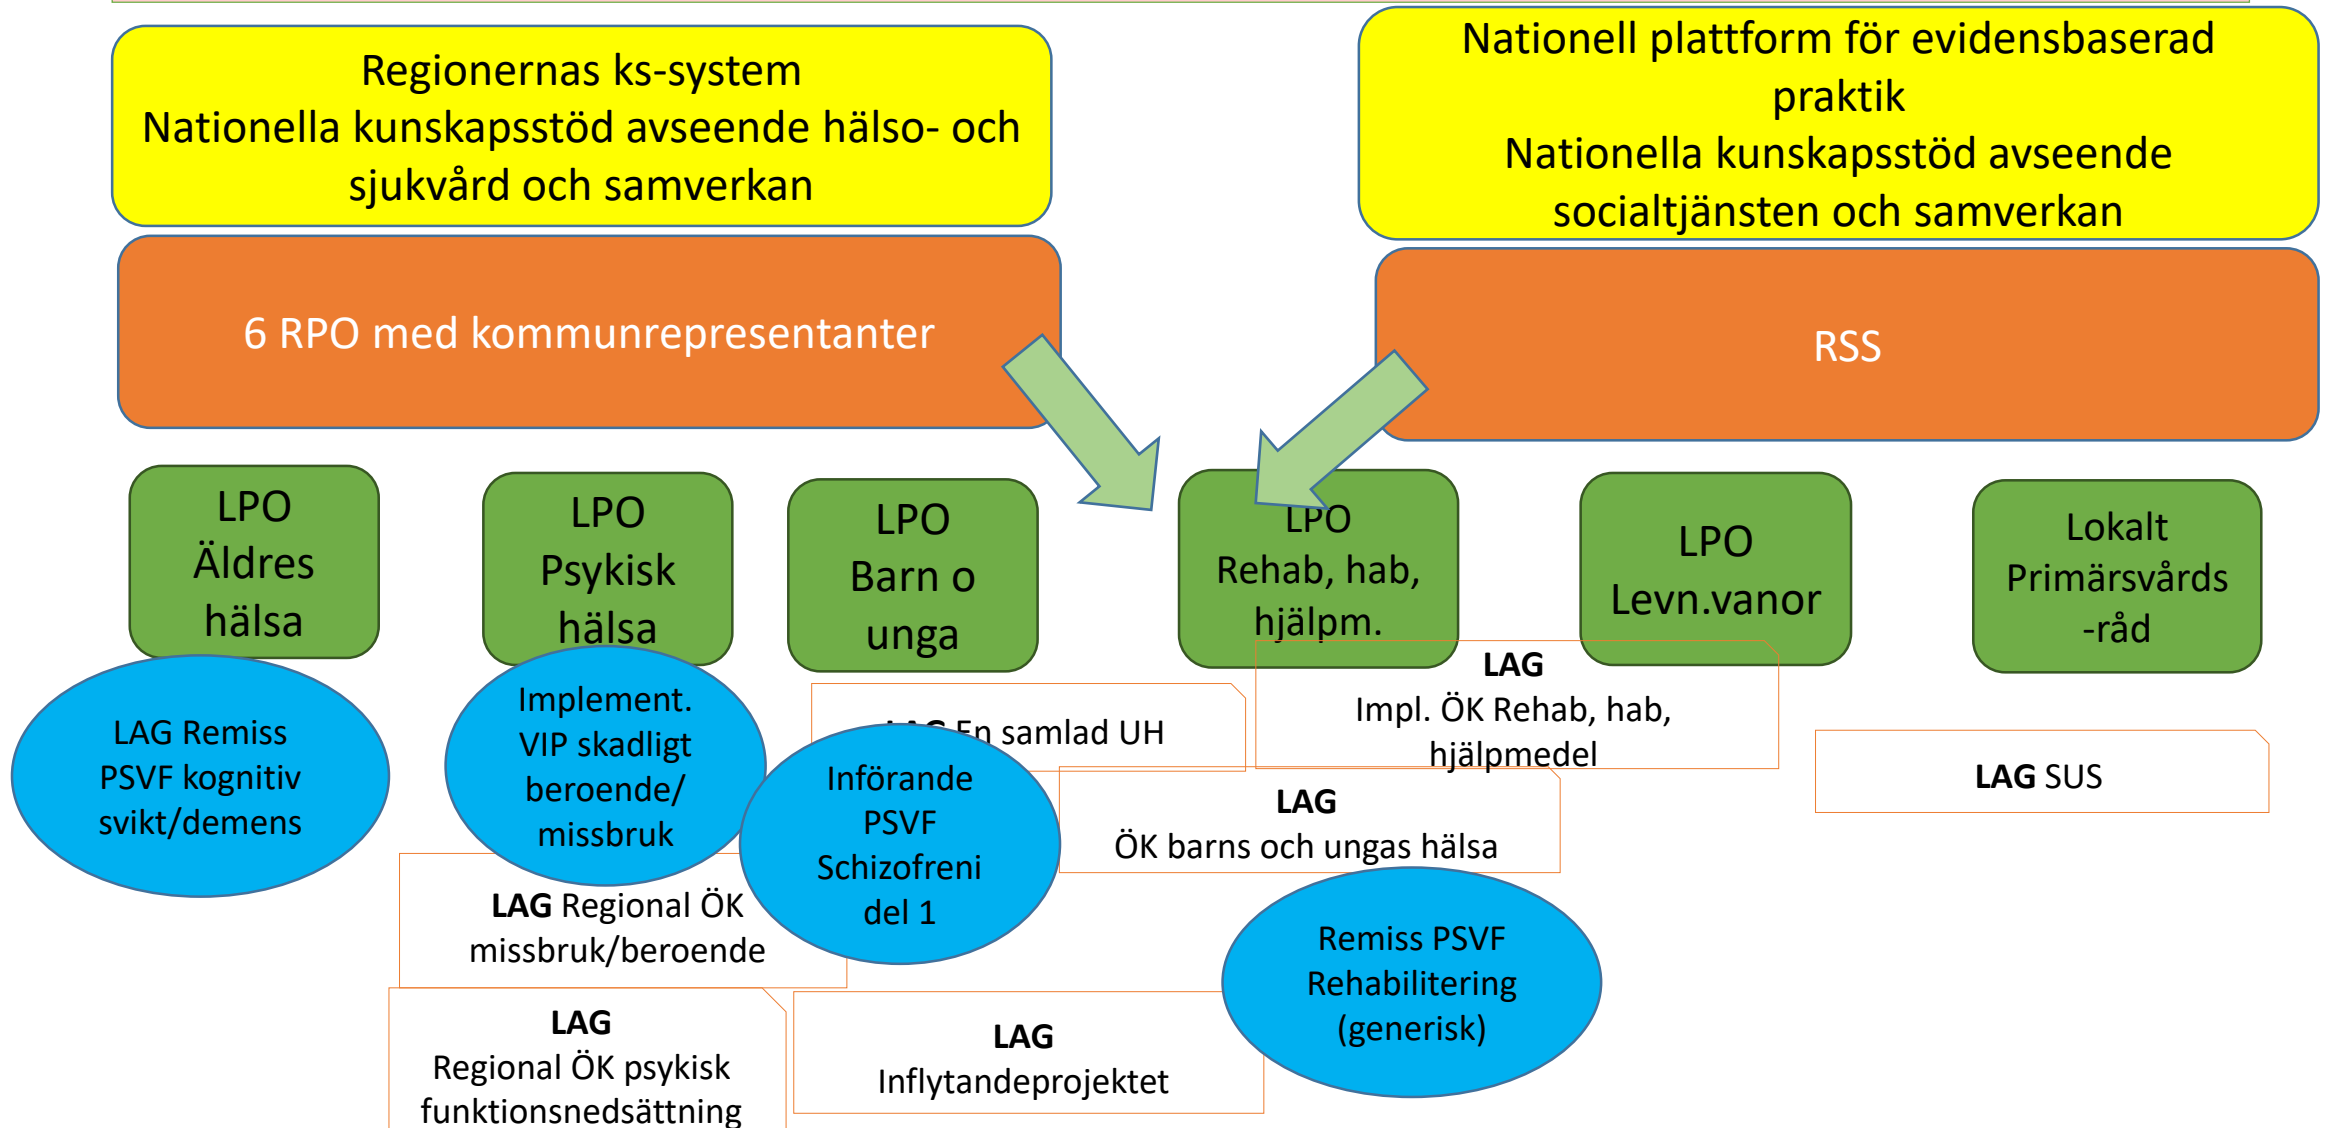 Regionernas ks-system
Nationella kunskapsstöd avseende hälso- och
sjukvård och samverkan
Nationell plattform för evidensbaserad
praktik
Nationella kunskapsstöd avseende
socialtjänsten och samverkan
6 RPO med kommunrepresentanter
RSS
LPO
Äldres
hälsa
LPO
Psykisk
hälsa
LPO
Barn o
unga
LPO
Rehab, hab,
hjälpm.
LPO
Levn.vanor
Lokalt
Primärsvårds
-råd
LAG Remiss
PSVF kognitiv
svikt/demens
Implement.
VIP skadligt
beroende/
missbruk
LAG En samlad UH
LAG
Impl. ÖK Rehab, hab,
hjälpmedel
LAG SUS
Införande
PSVF
Schizofreni
del 1
LAG
ÖK barns och ungas hälsa
LAG Regional ÖK
missbruk/beroende
Remiss PSVF
Rehabilitering
(generisk)
LAG
Regional ÖK psykisk
funktionsnedsättning
LAG
Inflytandeprojektet